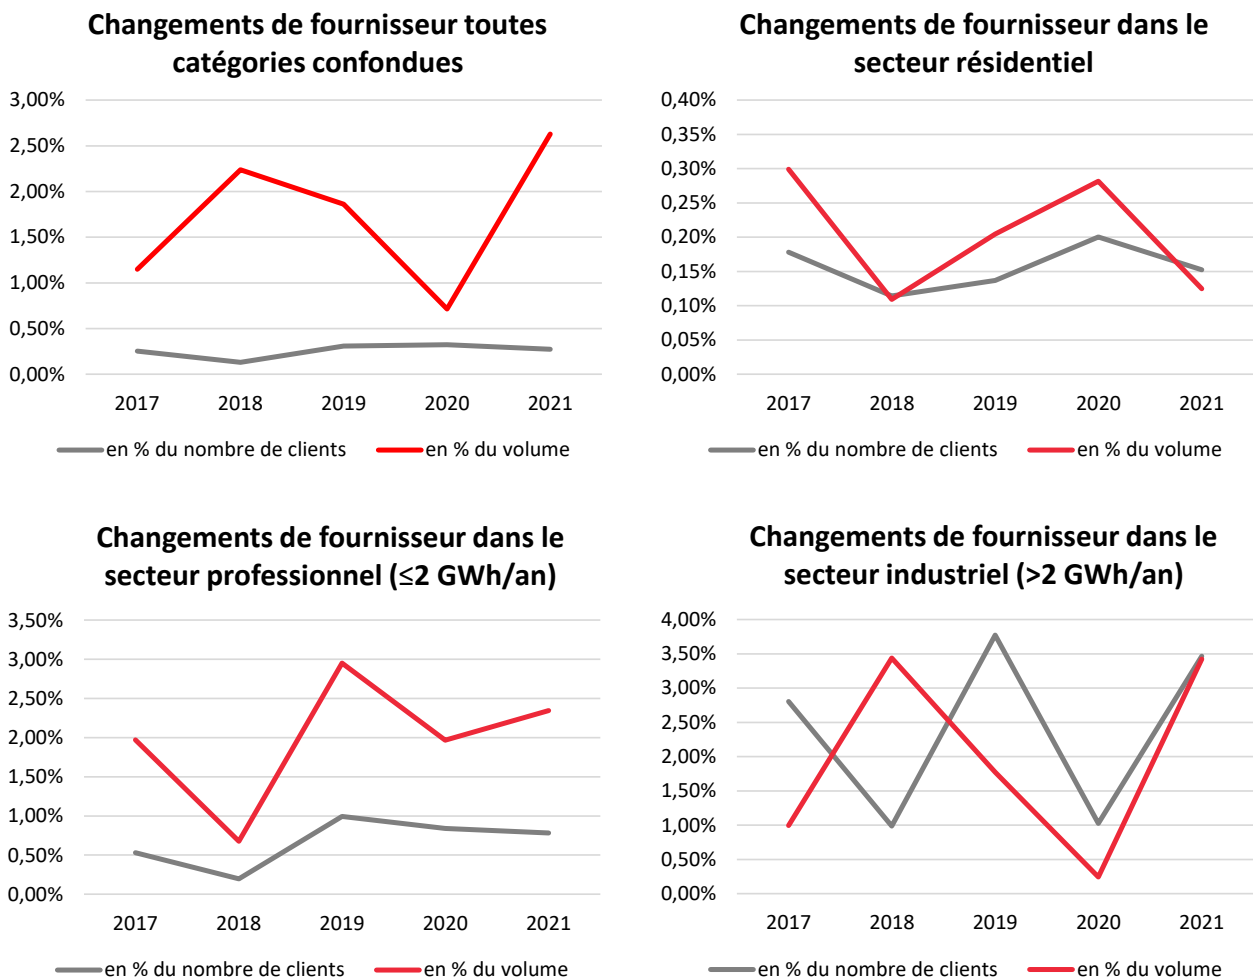 Changements de fournisseur toutes
catégories confondues
3,00%
2,50%
2,00%
1,50%
1,00%
0,50%
0,00%
2017 2018 2019 2020 2021
en % du nombre de clients en % du volume
Changements de fournisseur dans le
secteur résidentiel
0,40%
0,35%
0,30%
0,25%
0,20%
0,15%
0,10%
0,05%
0,00%
2017 2018 2019 2020 2021
en % du nombre de clients en % du volume
Changements de fournisseur dans le
secteur professionnel (≤2 GWh/an)
3,50%
3,00%
2,50%
2,00%
1,50%
1,00%
0,50%
0,00%
2017 2018 2019 2020 2021
en % du nombre de clients en % du volume
Changements de fournisseur dans le
secteur industriel (>2 GWh/an)
4,00%
3,50%
3,00%
2,50%
2,00%
1,50%
1,00%
0,50%
0,00%
2017 2018 2019 2020 2021
en % du nombre de clients en % du volume